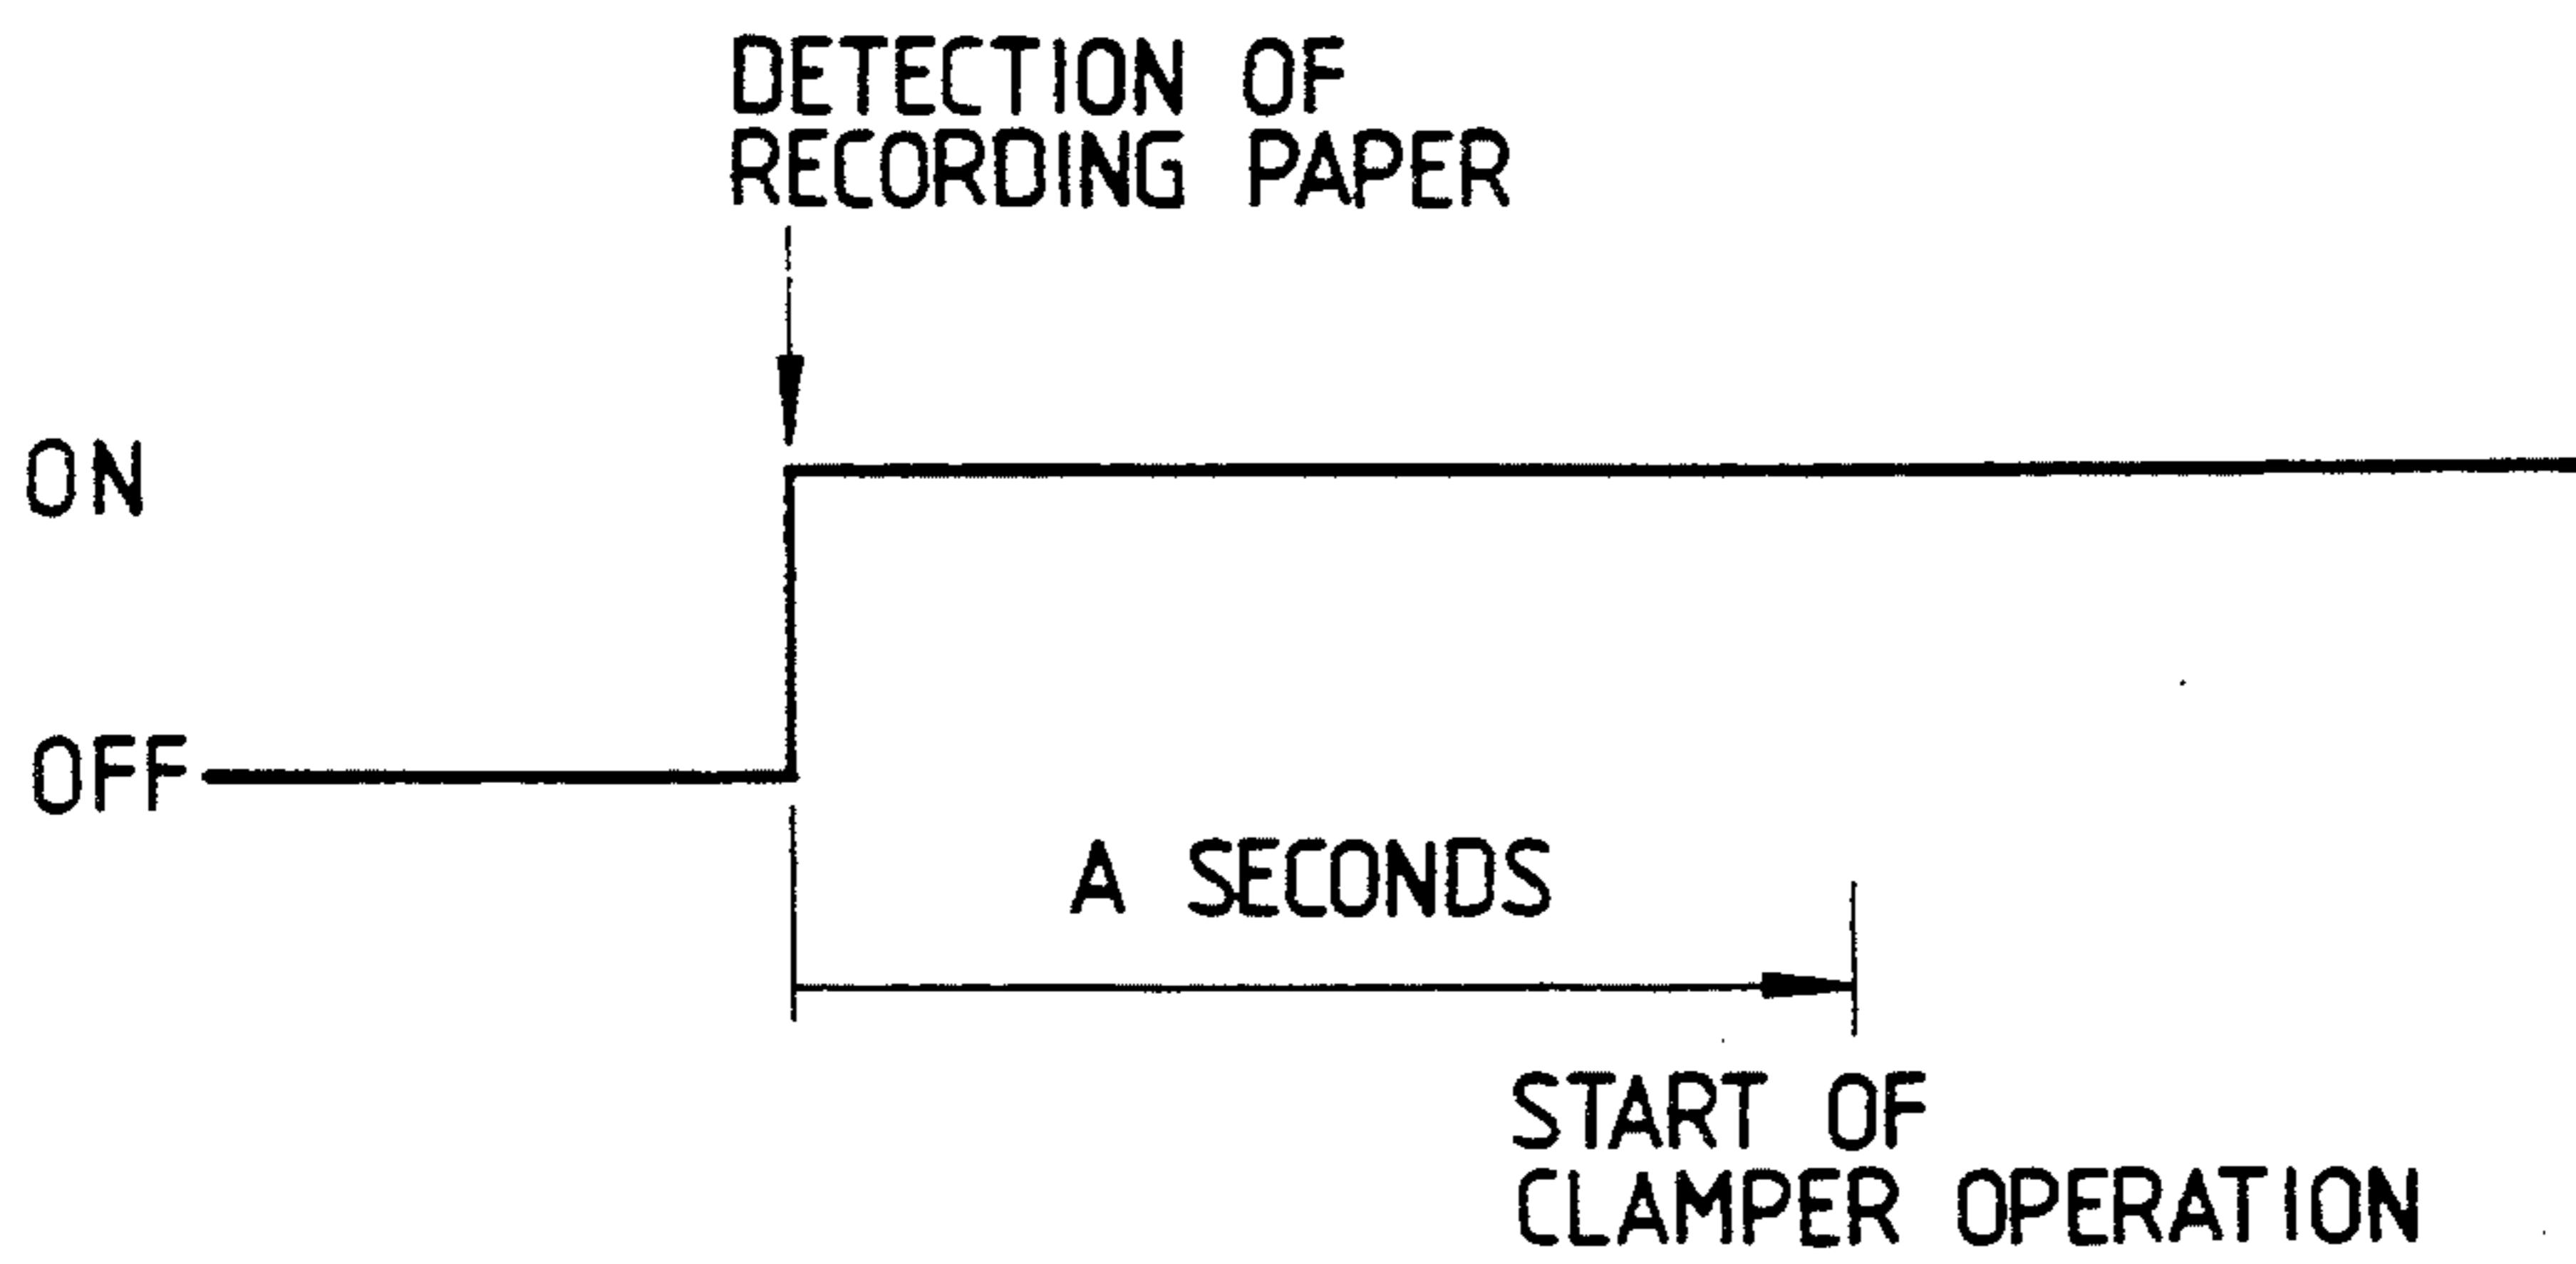 DETECTION OF
RECORDING PAPER
ON
OFF
A SECONDS
START OF
CLAMPER OPERATION